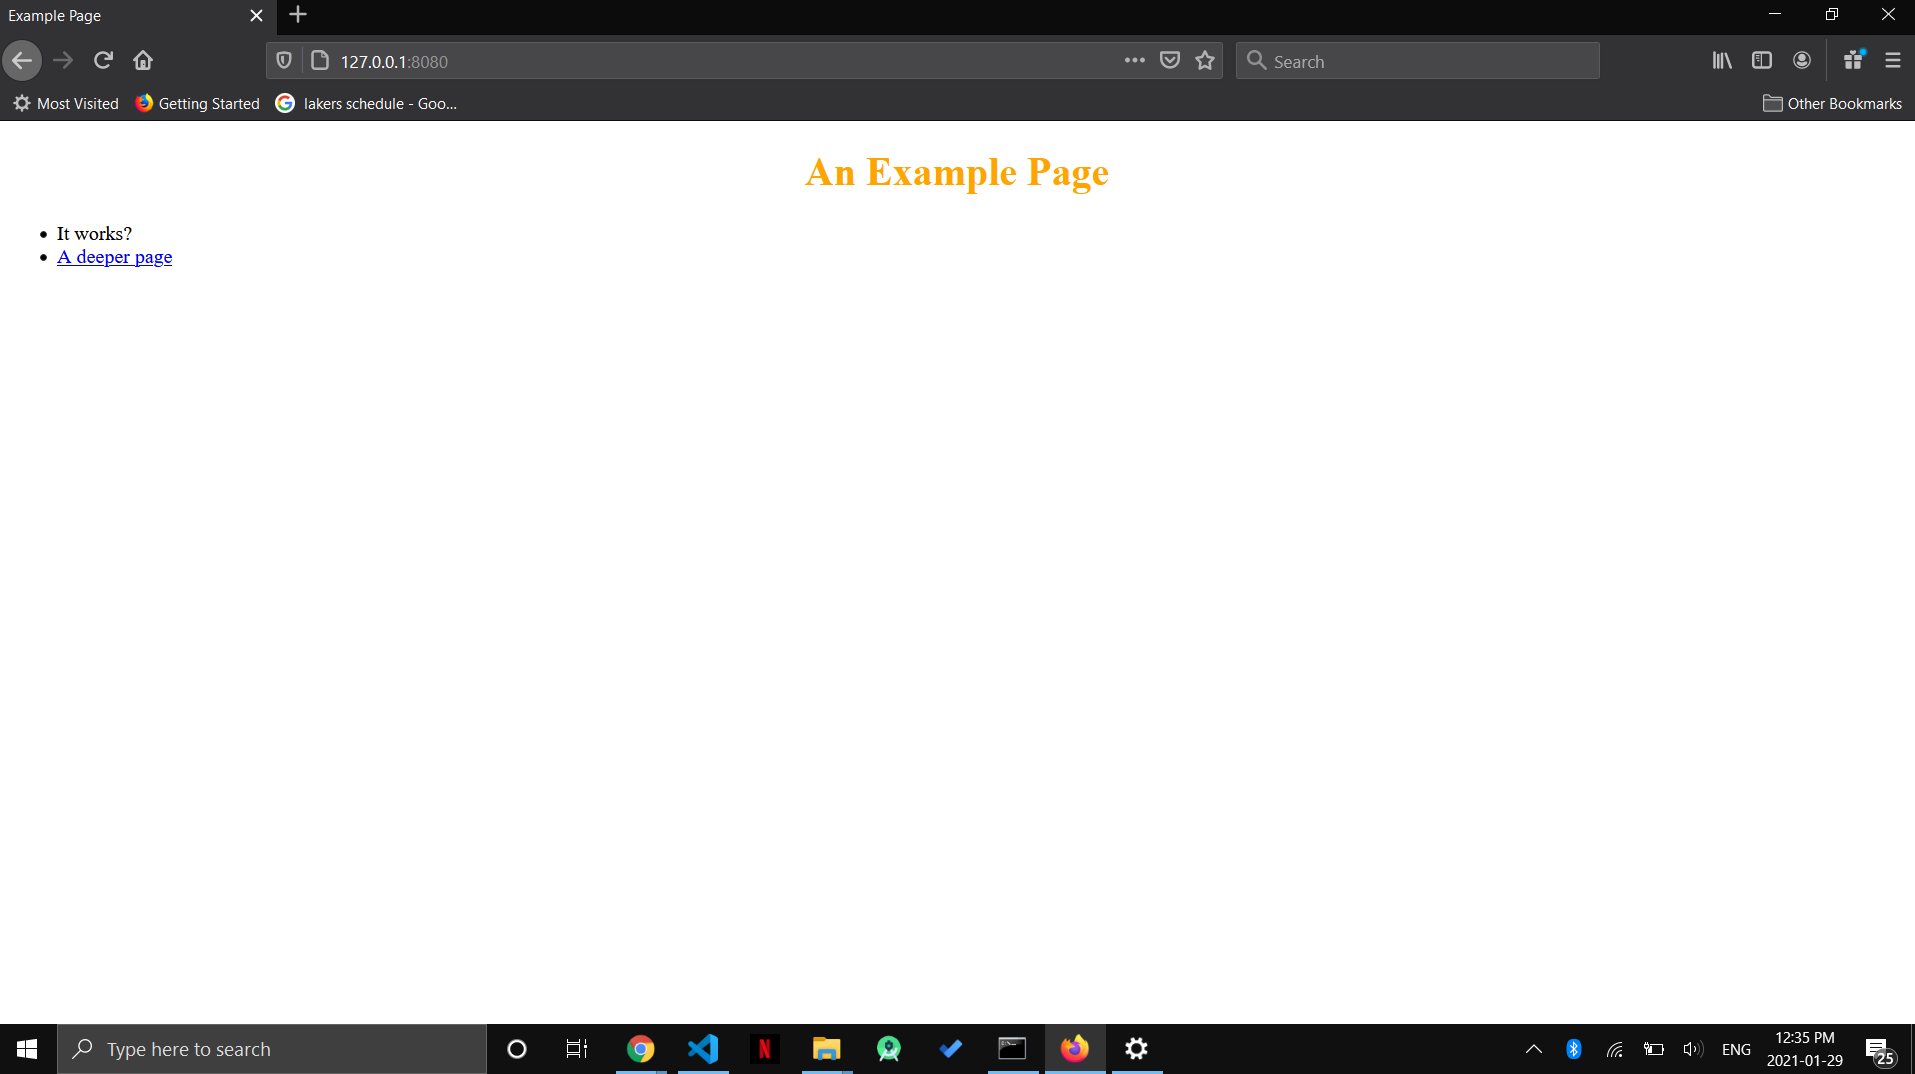 Example Page
127.0.0.1:8080
Search
Most Visited
Getting Started
lakers schedule - Goo...
Other Bookmarks
An Example Page
It works?
A deeper page
Type here to search
ENG
12:35 PM
2021-01-29
25